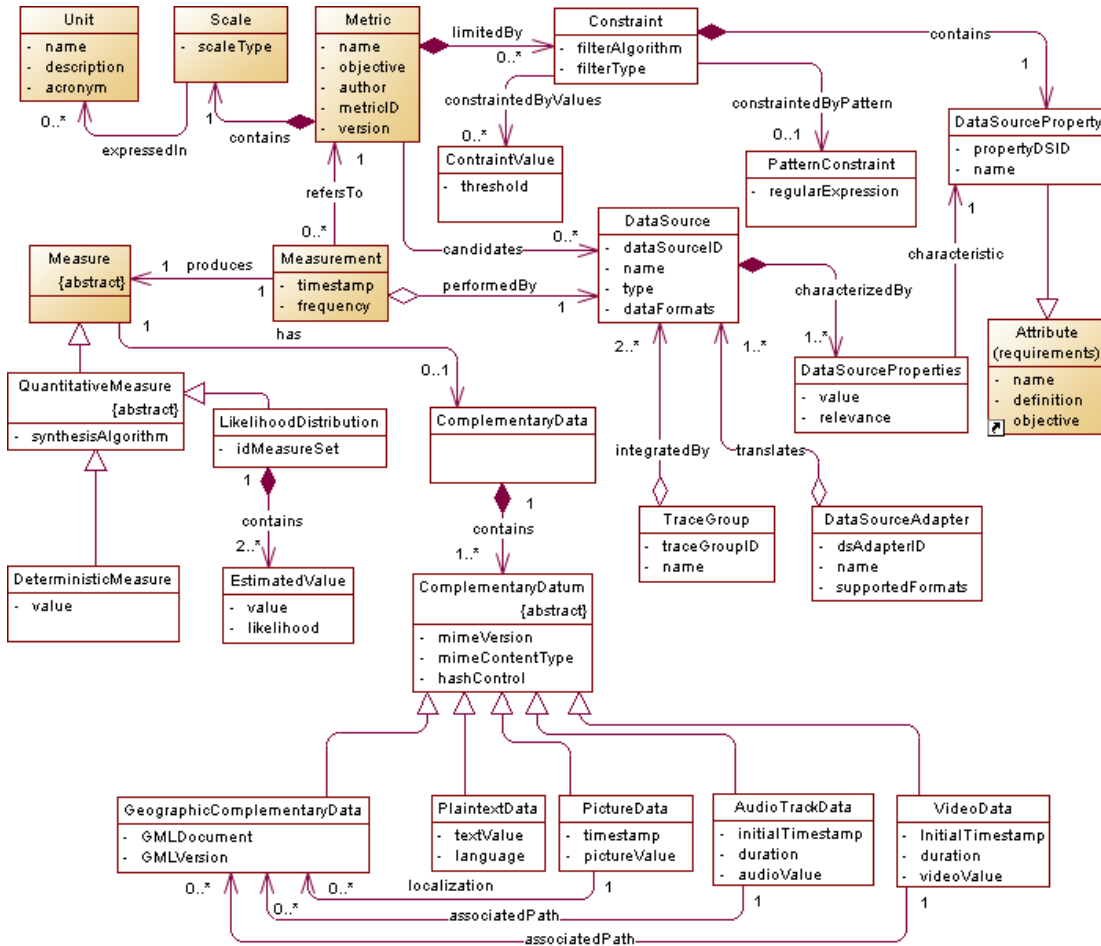 Unit
- name
- description
- acronym
Scale
- scaleType
Metric
- name
- objective
- author
- metricID
- version
limitedBy
0..*
Constraint
- filterAlgorithm
- filterType
contains
1
0..*
expressedIn
1
contains
constraintedByValues
0..*
constraintedByPattern
0..1
ContraintValue
- threshold
PatternConstraint
- regularExpression
DataSourceProperty
- propertyDSID
- name
1
refersTo
0..*
candidates
0..*
DataSource
- dataSourceID
- name
- type
- dataFormats
1
characteristic
Measure
{abstract}
1
produces
1
Measurement
- timestamp
- frequency
performedBy
1
characterizedBy
1..*
Attribute
(requirements)
- name
- definition
- objective
1
has
0..1
2..*
1..*
DataSourceProperties
- value
- relevance
QuantitativeMeasure
{abstract}
- synthesisAlgorithm
LikelihoodDistribution
- idMeasureSet
ComplementaryData
integratedBy
translates
1
contains
2..*
1
contains
1..*
TraceGroup
- traceGroupID
- name
DataSourceAdapter
- dsAdapterID
- name
- supportedFormats
DeterministicMeasure
- value
EstimatedValue
- value
- likelihood
ComplementaryDatum
{abstract}
- mimeVersion
- mimeContentType
- hashControl
GeographicComplementaryData
- GMLDocument
- GMLVersion
PlaintextData
- textValue
- language
PictureData
- timestamp
- pictureValue
AudioTrackData
- initialTimestamp
- duration
- audioValue
VideoData
- InitialTimestamp
- duration
- videoValue
0..*
0..*
0..*
localization
1
associatedPath
1
associatedPath
1